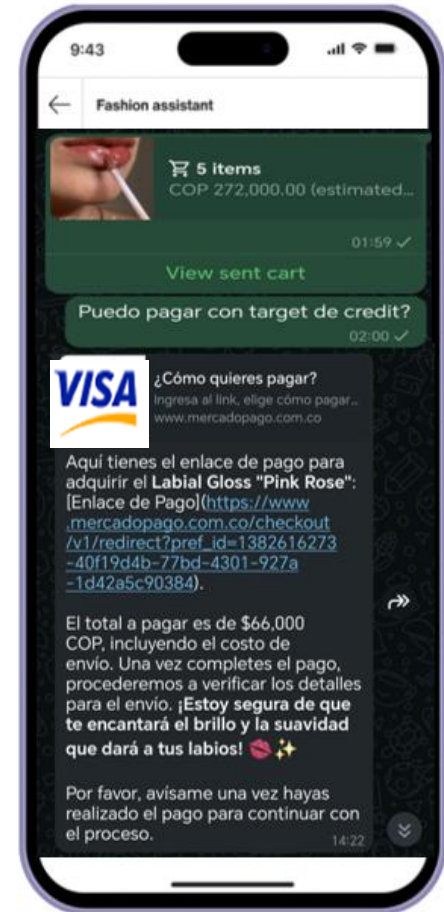 9:43
Fashion assistant
5 items
COP 272,000.00 (estimated...
01:59
View sent cart
Puedo pagar con target de credit?
02:00
VISA
¿Cómo quieres pagar?
Ingresa al link, elige cómo pagar...
www.mercadopago.com.co
Aquí tienes el enlace de pago para
adquirir el Labial Gloss "Pink Rose":
[Enlace de Pago](https://www
.mercadopago.com.co/checkout
/v1/redirect?pref_id=1382616273
-40f19d4b-77bd-4301-927a
-1d42a5c90384).
El total a pagar es de $66,000
COP, incluyendo el costo de
envío. Una vez completes el pago,
procederemos a verificar los detalles
para el envío. ¡Estoy segura de que
te encantará el brillo y la suavidad
que dará a tus labios! 💋✨
Por favor, avísame una vez hayas
realizado el pago para continuar con
el proceso.
14:22